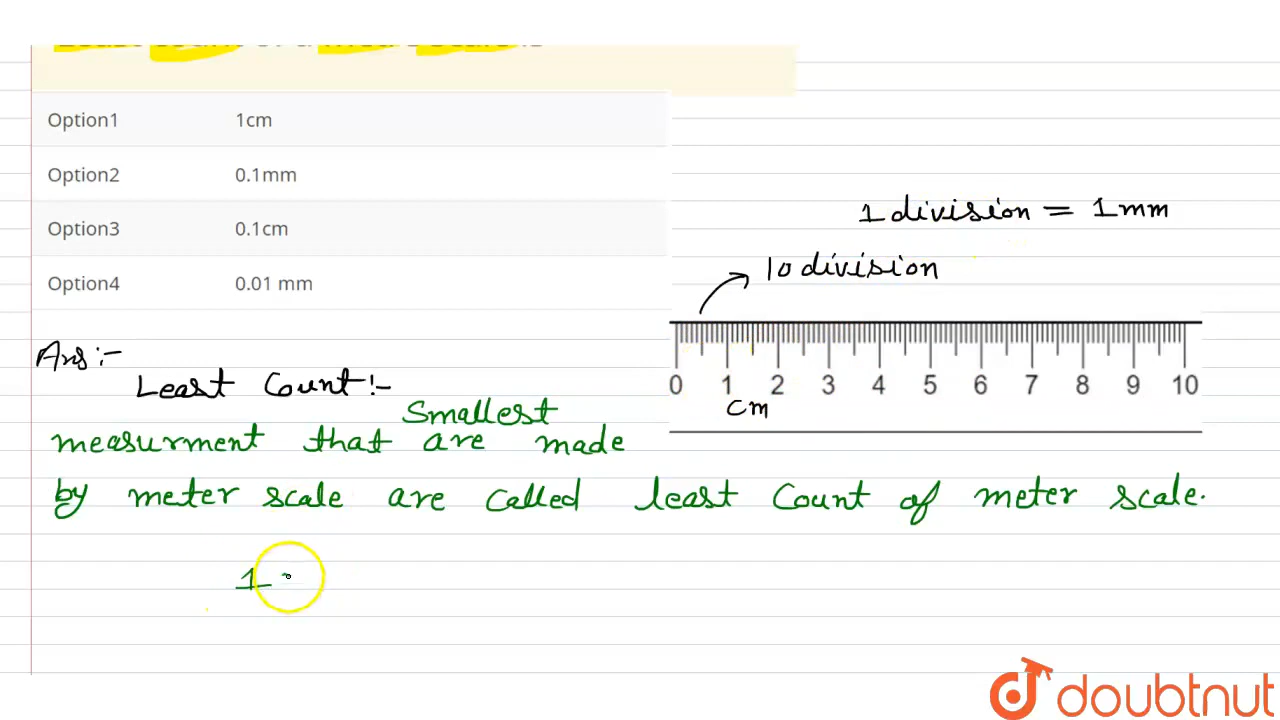 Option1 1cm
Option2 0.1mm
Option3 0.1cm
Option4 0.01 mm
1 division = 1mm
10 division
0 1 2 3 4 5 6 7 8 9 10
cm
Ans:-
Least Count:-
Smallest
measurment that are made
by meter scale are called least Count of meter scale.
1
doubtnut